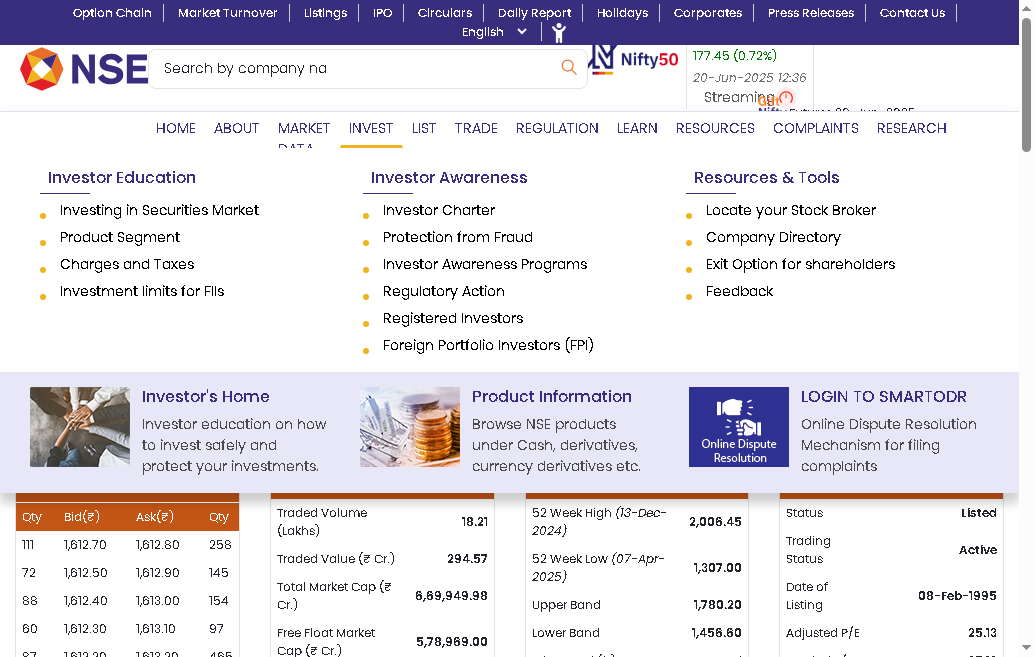 Option Chain
Market Turnover
Listings
IPO
Circulars
Daily Report
Holidays
Corporates
Press Releases
Contact Us
English
NSE
Search by company na
Nifty50
177.45 (0.72%)
20-Jun-2025 12:36
Streaming
HOME
ABOUT
MARKET DATA
INVEST
LIST
TRADE
REGULATION
LEARN
RESOURCES
COMPLAINTS
RESEARCH
Investor Education
Investing in Securities Market
Product Segment
Charges and Taxes
Investment limits for FIIs
Investor Awareness
Investor Charter
Protection from Fraud
Investor Awareness Programs
Regulatory Action
Registered Investors
Foreign Portfolio Investors (FPI)
Resources & Tools
Locate your Stock Broker
Company Directory
Exit Option for shareholders
Feedback
Investor's Home
Investor education on how
to invest safely and
protect your investments.
Product Information
Browse NSE products
under Cash, derivatives,
currency derivatives etc.
Online Dispute
Resolution
LOGIN TO SMARTODR
Online Dispute Resolution
Mechanism for filing
complaints
Qty Bid(₹) Ask(₹) Qty
111 1,612.70 1,612.80 258
72 1,612.50 1,612.90 145
88 1,612.40 1,613.00 154
60 1,612.30 1,613.10 97
Traded Volume
(Lakhs) 18.21
Traded Value (₹ Cr.) 294.57
Total Market Cap (₹
Cr.) 6,69,949.98
Free Float Market
Cap (₹ Cr.) 5,78,969.00
52 Week High (13-Dec-
2024) 2,006.45
52 Week Low (07-Apr-
2025) 1,307.00
Upper Band 1,780.20
Lower Band 1,456.60
Status Listed
Trading
Status Active
Date of
Listing 08-Feb-1995
Adjusted P/E 25.13